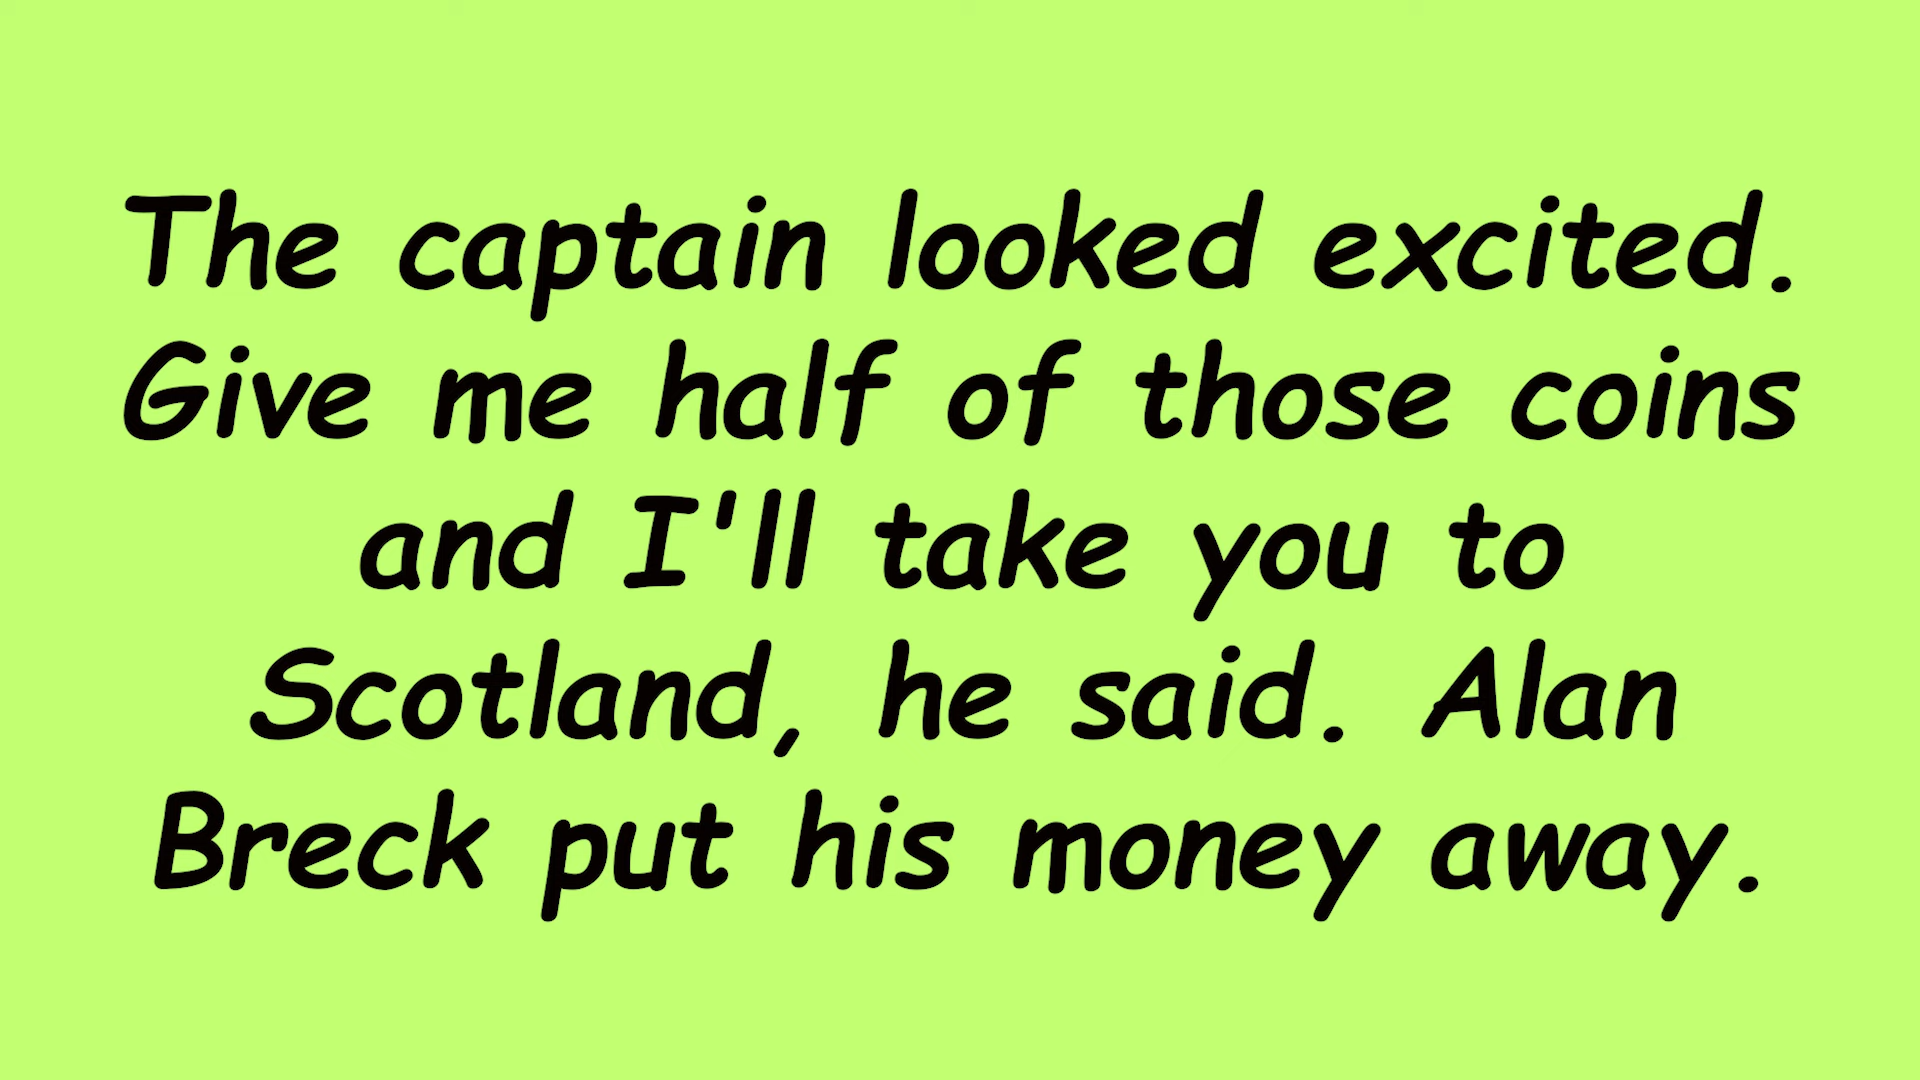 The captain looked excited.
Give me half of those coins
and I'll take you to
Scotland, he said. Alan
Breck put his money away.